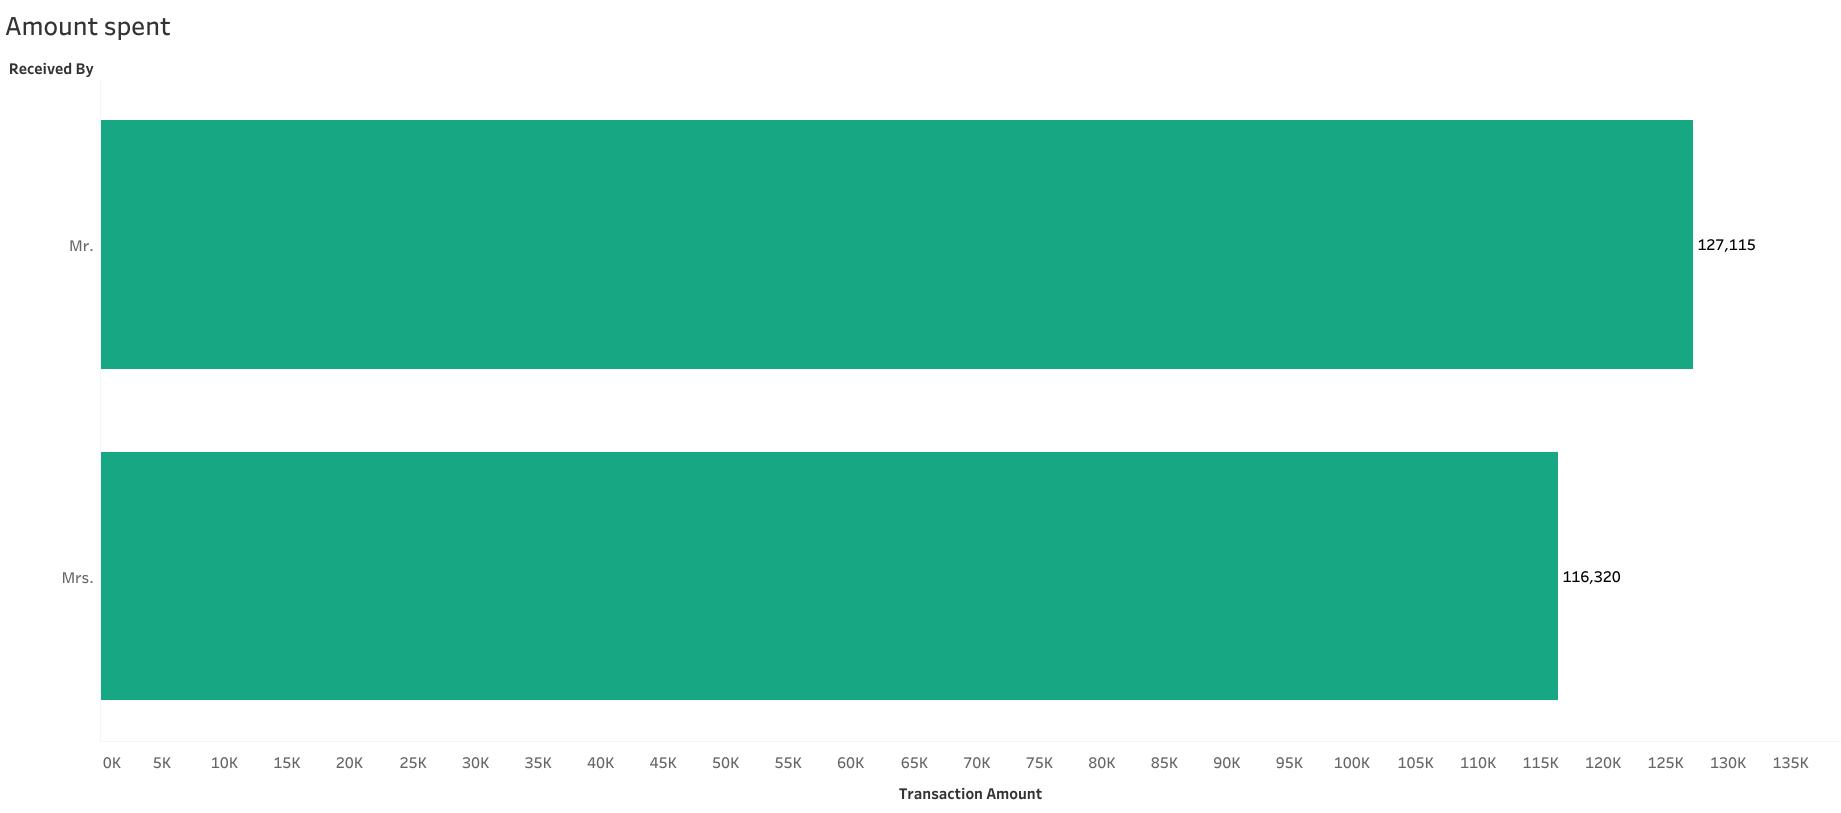 Amount spent
Received By
Mr.
127,115
Mrs.
116,320
0K 5K 10K 15K 20K 25K 30K 35K 40K 45K 50K 55K 60K 65K 70K 75K 80K 85K 90K 95K 100K 105K 110K 115K 120K 125K 130K 135K
Transaction Amount